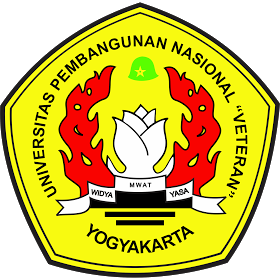 UNIVERSITAS PEMBANGUNAN NASIONAL "VETERAN"
YOGYAKARTA
WIDYA MWAT YASA